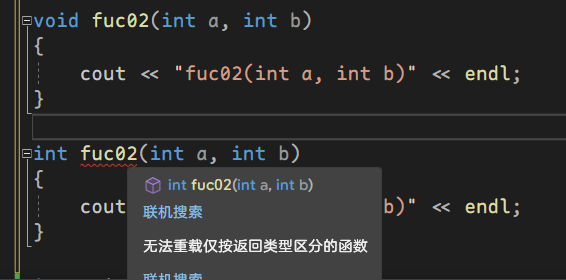 void fuc02(int a, int b)
{
cout << "fuc02(int a, int b)" << endl;
}
int fuc02(int a, int b)
{
cout
b)" << endl;
}
int fuc02(int a, int b)
联机搜索
无法重载仅按返回类型区分的函数
联机搜索